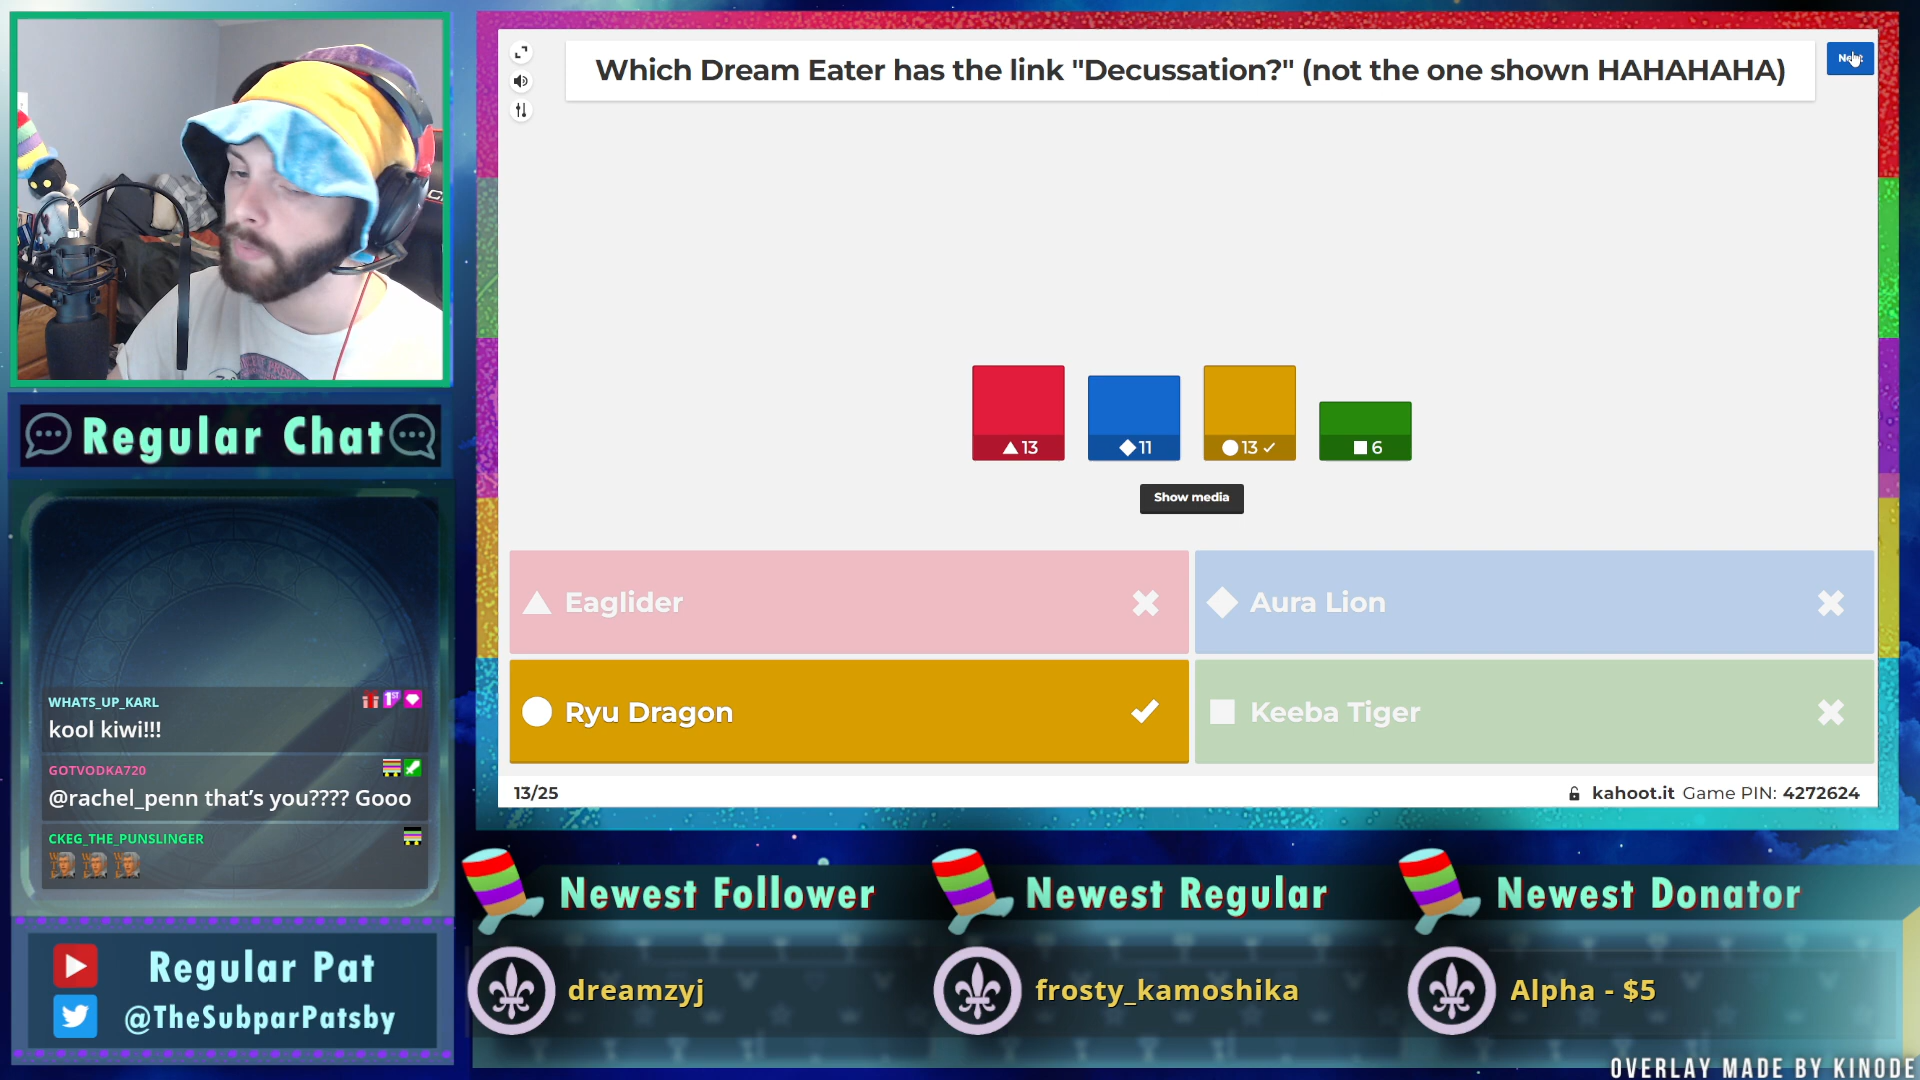 Which Dream Eater has the link "Decussation?" (not the one shown HAHAHAHA)
13
11
13
6
Show media
Eaglider
Aura Lion
Ryu Dragon
Keeba Tiger
13/25
kahoot.it Game PIN: 4272624
Regular Chat
WHATS_UP_KARL
1ST
kool kiwi!!!
GOTVODKA720
@rachel_penn that's you???? Gooo
CKEG_THE_PUNSLINGER
Regular Pat
@TheSubparPatsby
Newest Follower
dreamzyj
Newest Regular
frosty_kamoshika
Newest Donator
Alpha - $5
OVERLAY MADE BY KINODE